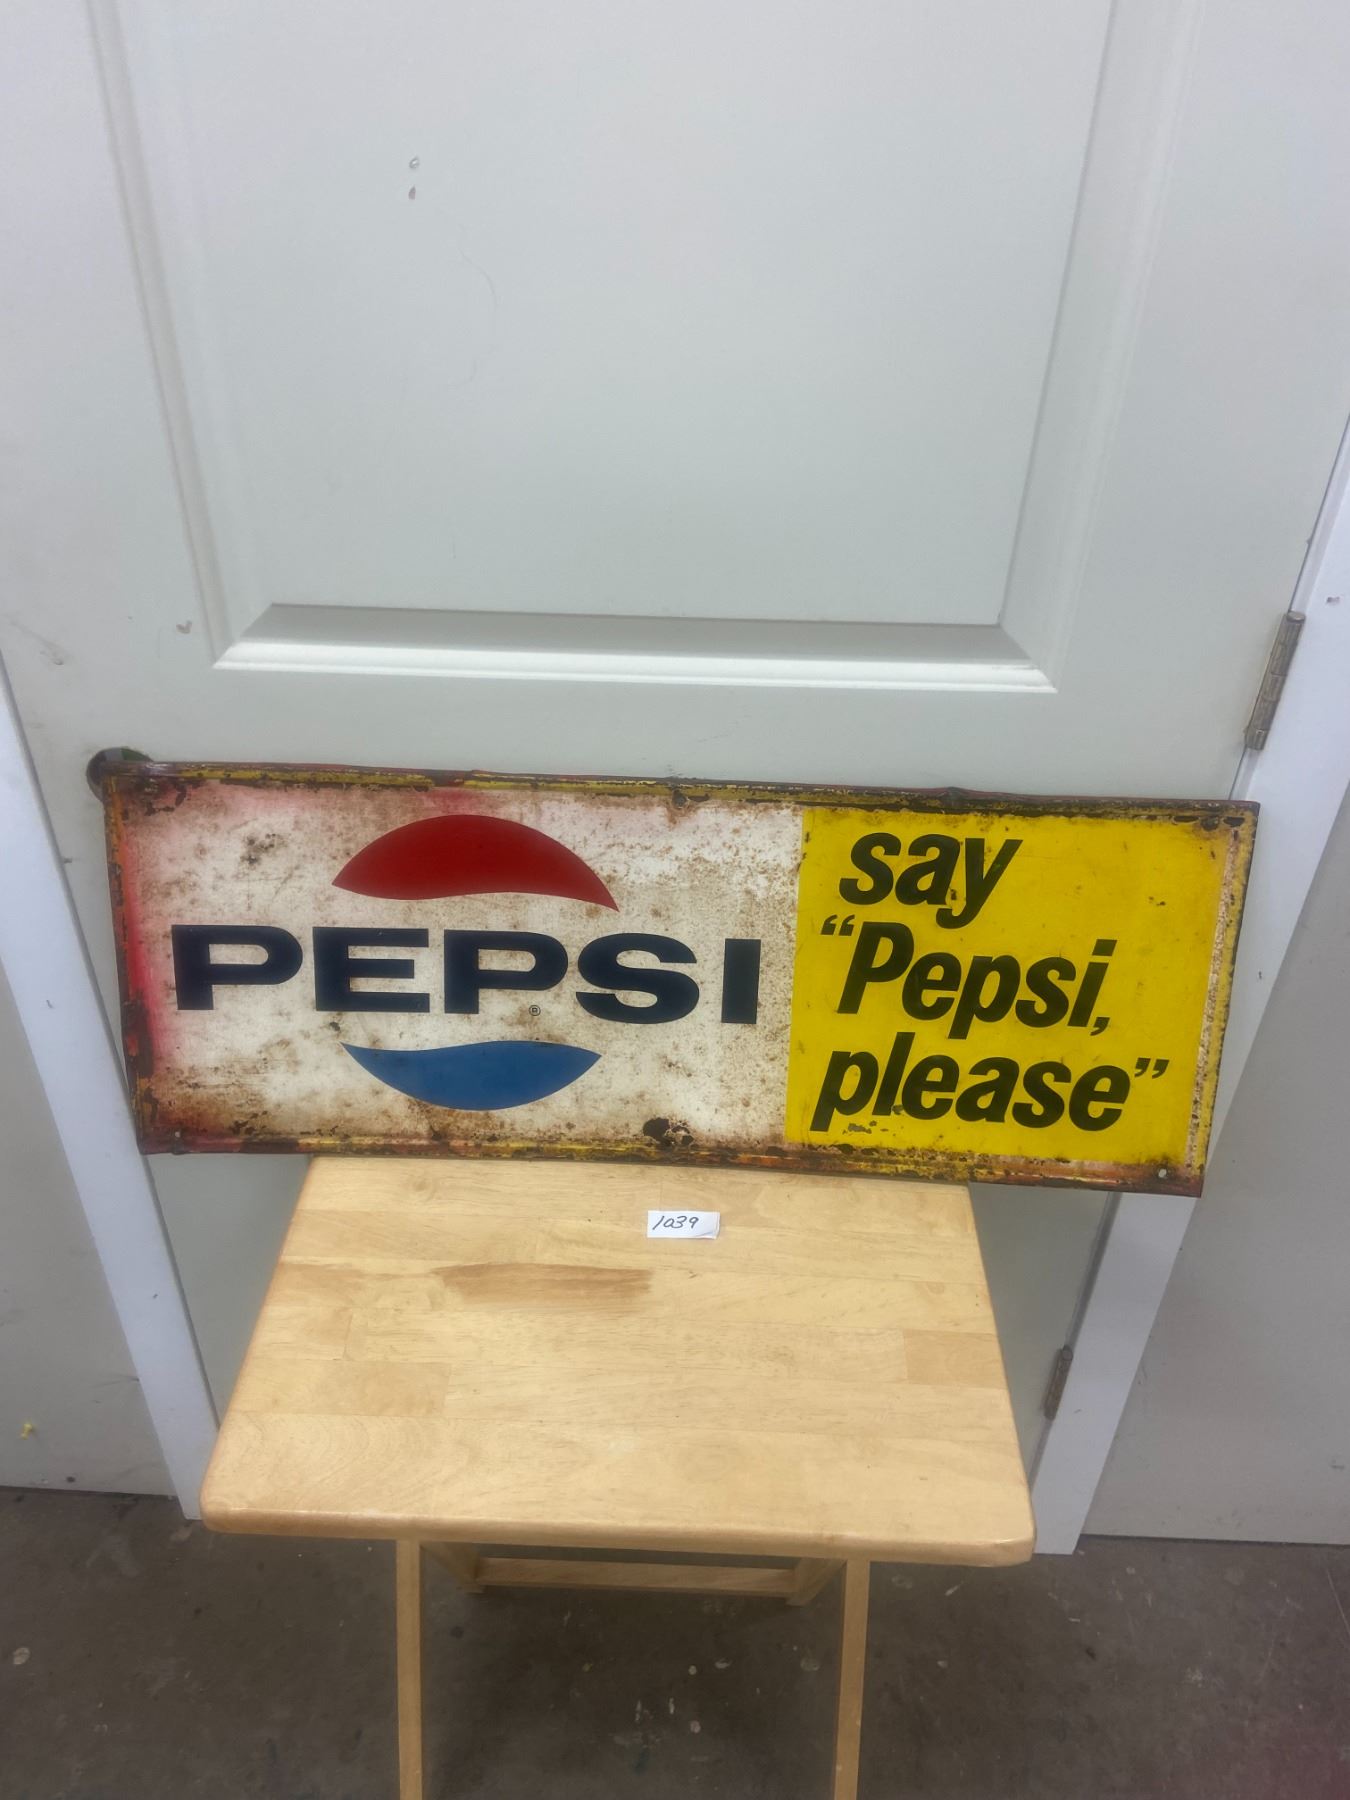 PEPSI
®
say
“Pepsi,
please”
1039